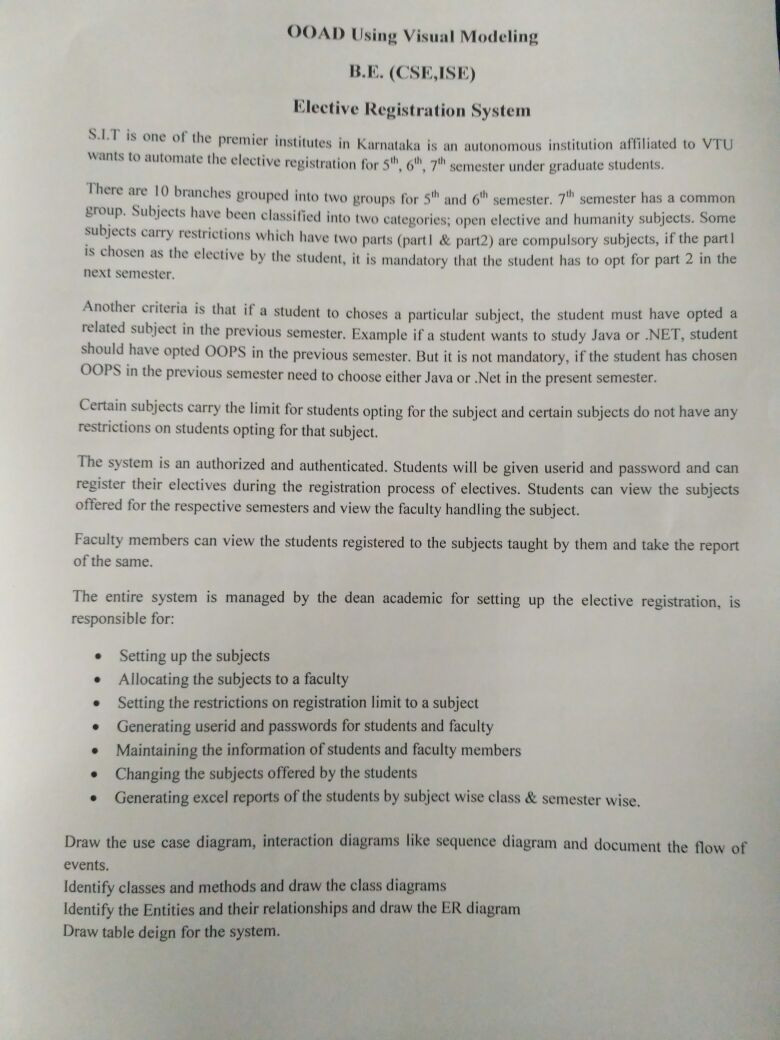 OOAD Using Visual Modeling
B.E. (CSE,ISE)
Elective Registration System
S.I.T is one of the premier institutes in Karnataka is an autonomous institution affiliated to VTU
wants to automate the elective registration for 5th, 6th, 7th semester under graduate students.
There are 10 branches grouped into two groups for 5th and 6th semester. 7th semester has a common
group. Subjects have been classified into two categories; open elective and humanity subjects. Some
subjects carry restrictions which have two parts (part1 & part2) are compulsory subjects, if the part1
is chosen as the elective by the student, it is mandatory that the student has to opt for part 2 in the
next semester.
Another criteria is that if a student to choses a particular subject, the student must have opted a
related subject in the previous semester. Example if a student wants to study Java or .NET, student
should have opted OOPS in the previous semester. But it is not mandatory, if the student has chosen
OOPS in the previous semester need to choose either Java or .Net in the present semester.
Certain subjects carry the limit for students opting for the subject and certain subjects do not have any
restrictions on students opting for that subject.
The system is an authorized and authenticated. Students will be given userid and password and can
register their electives during the registration process of electives. Students can view the subjects
offered for the respective semesters and view the faculty handling the subject.
Faculty members can view the students registered to the subjects taught by them and take the report
of the same.
The entire system is managed by the dean academic for setting up the elective registration, is
responsible for:
• Setting up the subjects
• Allocating the subjects to a faculty
• Setting the restrictions on registration limit to a subject
• Generating userid and passwords for students and faculty
• Maintaining the information of students and faculty members
• Changing the subjects offered by the students
• Generating excel reports of the students by subject wise class & semester wise.
Draw the use case diagram, interaction diagrams like sequence diagram and document the flow of
events.
Identify classes and methods and draw the class diagrams
Identify the Entities and their relationships and draw the ER diagram
Draw table deign for the system.